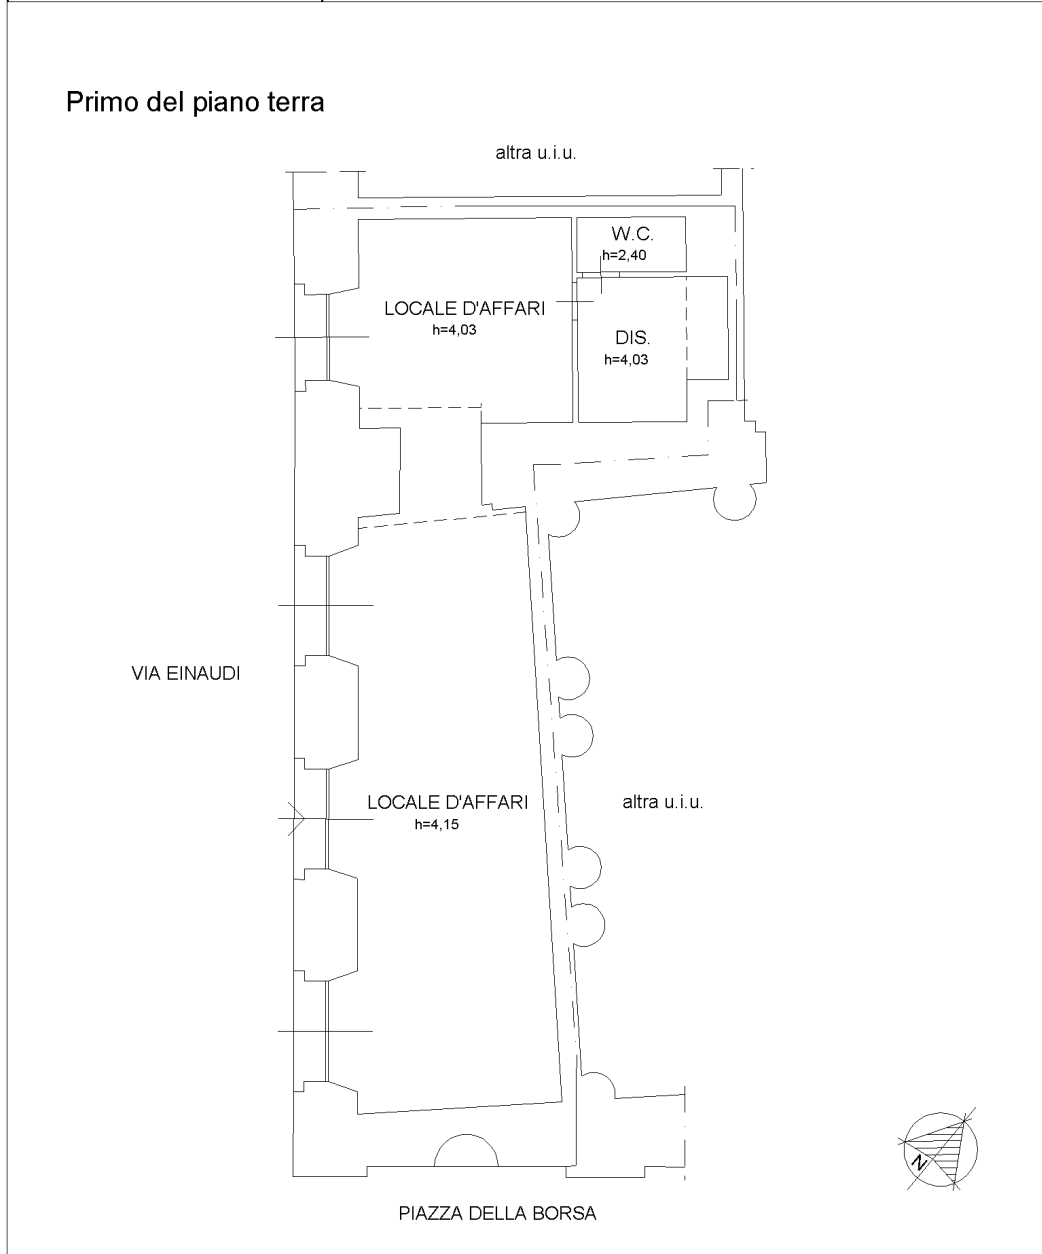 Primo del piano terra
altra u.i.u.
W.C.
h=2,40
LOCALE D'AFFARI
h=4,03
DIS.
h=4,03
VIA EINAUDI
LOCALE D'AFFARI
h=4,15
altra u.i.u.
N
PIAZZA DELLA BORSA